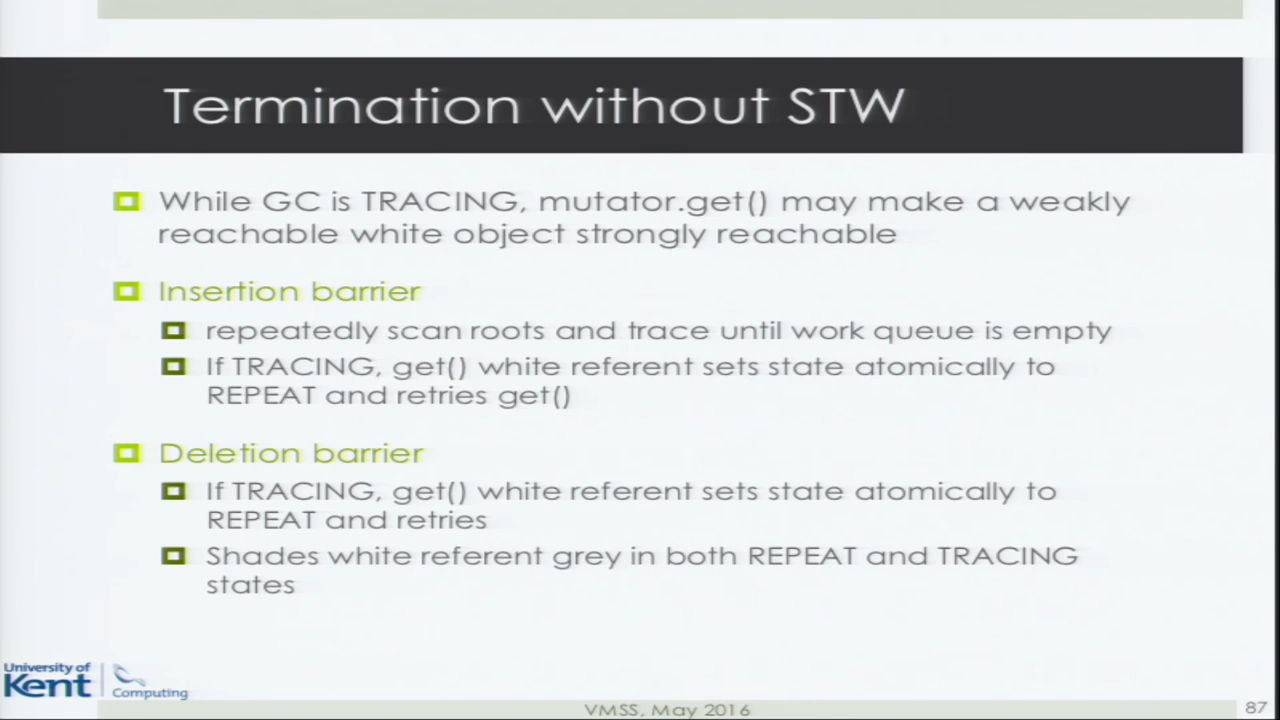 Termination without STW
While GC is TRACING, mutator.get() may make a weakly
reachable white object strongly reachable
Insertion barrier
repeatedly scan roots and trace until work queue is empty
If TRACING, get() white referent sets state atomically to
REPEAT and retries get()
Deletion barrier
If TRACING, get() white referent sets state atomically to
REPEAT and retries
Shades white referent grey in both REPEAT and TRACING
states
University of
Kent
Computing
VMSS, May 2016
87